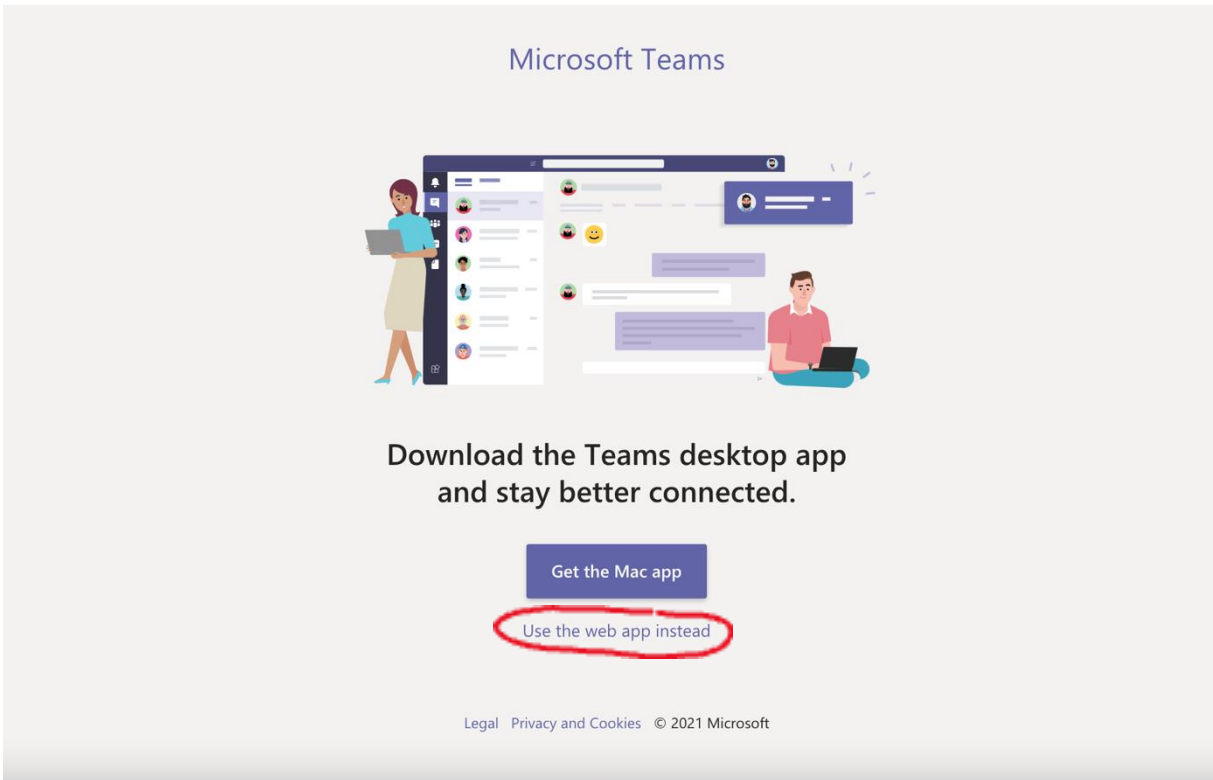 Microsoft Teams
Download the Teams desktop app
and stay better connected.
Get the Mac app
Use the web app instead
Legal Privacy and Cookies © 2021 Microsoft